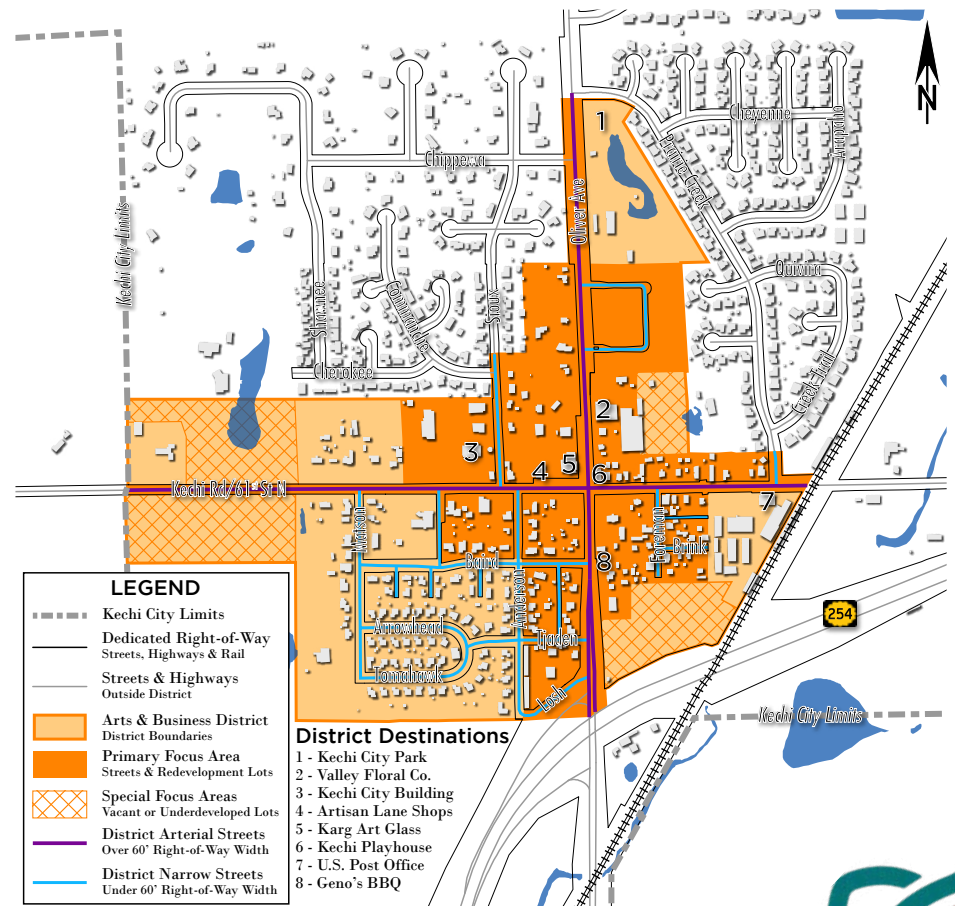 N
1
Cheyenne
Arapaho
Prairie Creek
Chippewa
Oliver Ave
Kechi City Limits
Quivira
Shawnee
Commanche
Sioux
Cherokee
Creek Trail
2
3
4
5
6
Kechi Rd/61st St N
7
Watson
Foreman
Brink
8
Baird
Anderson
Arrowhead
Tjaden
Tomahawk
Losh
254
Kechi City Limits
LEGEND
Kechi City Limits
Dedicated Right-of-Way
Streets, Highways & Rail
Streets & Highways
Outside District
Arts & Business District
District Boundaries
Primary Focus Area
Streets & Redevelopment Lots
Special Focus Areas
Vacant or Underdeveloped Lots
District Arterial Streets
Over 60' Right-of-Way Width
District Narrow Streets
Under 60' Right-of-Way Width
District Destinations
1 - Kechi City Park
2 - Valley Floral Co.
3 - Kechi City Building
4 - Artisan Lane Shops
5 - Karg Art Glass
6 - Kechi Playhouse
7 - U.S. Post Office
8 - Geno's BBQ